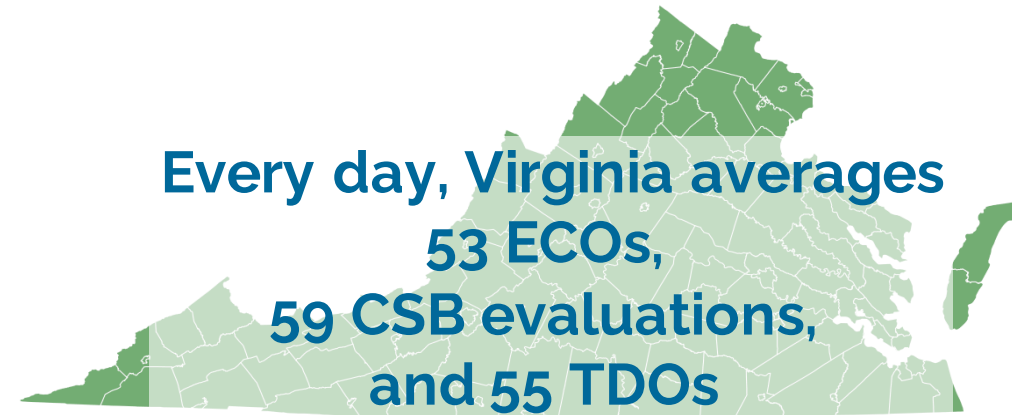 Every day, Virginia averages
53 ECOs,
59 CSB evaluations,
and 55 TDOs